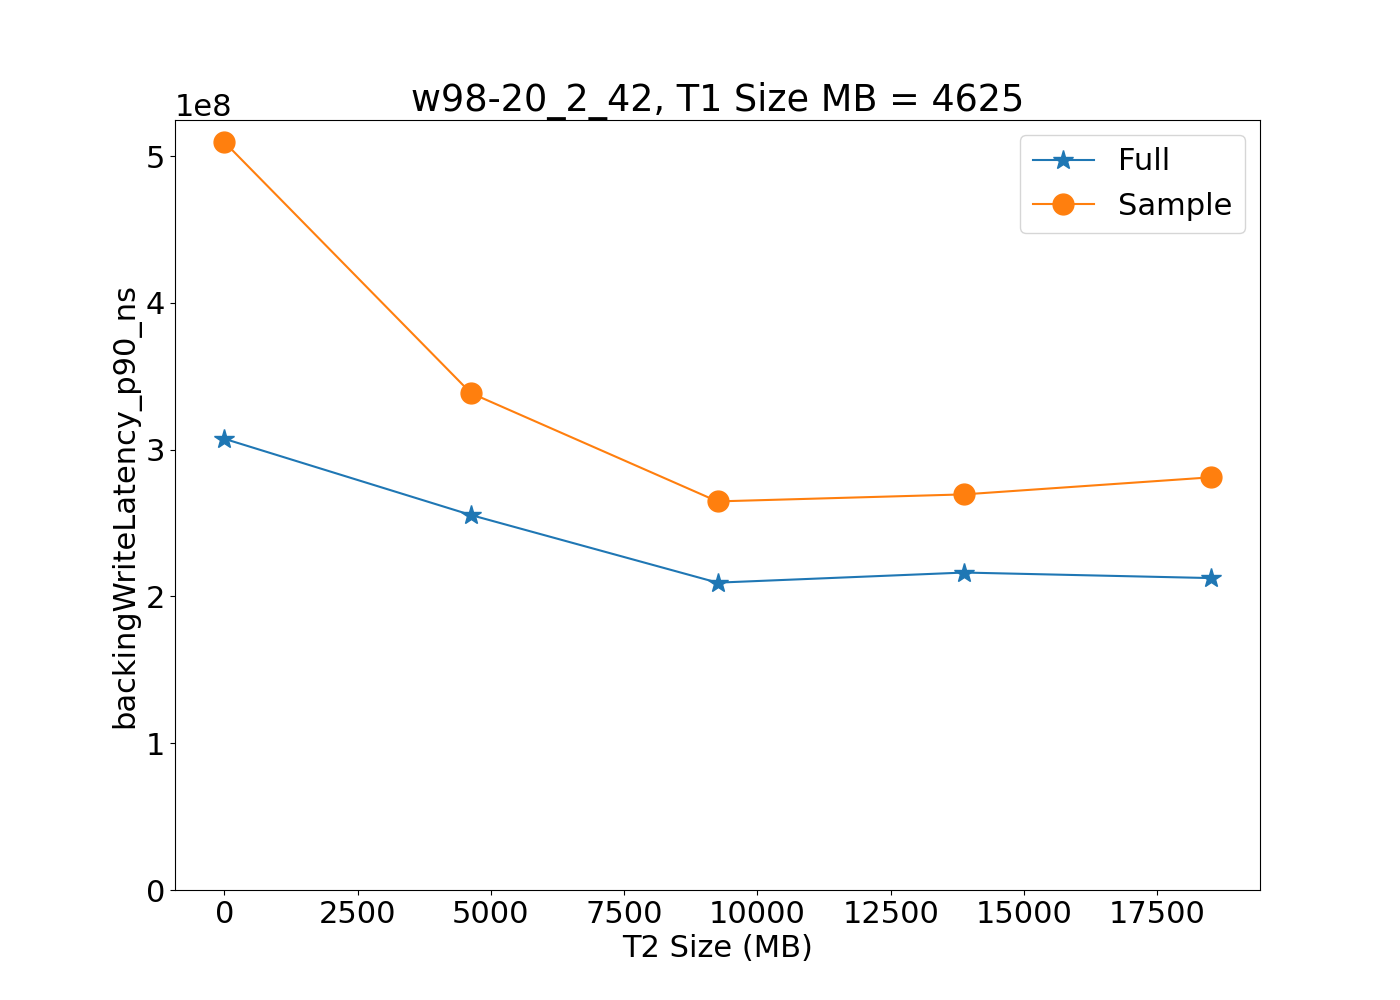 w98-20_2_42, T1 Size MB = 4625
1e8
Full
Sample
5
4
3
2
1
0
backingWriteLatency_p90_ns
0 2500 5000 7500 10000 12500 15000 17500
T2 Size (MB)